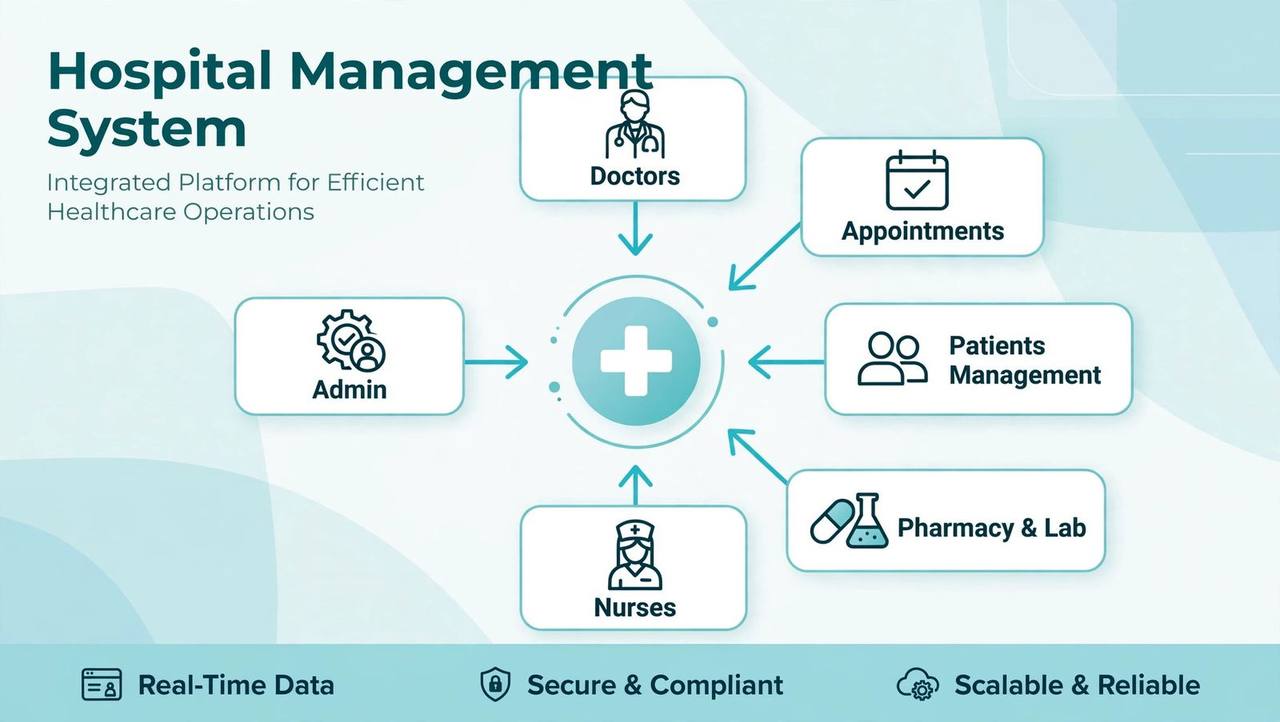 Hospital Management
System
Integrated Platform for Efficient
Healthcare Operations
Doctors
Appointments
Admin
Patients
Management
Pharmacy & Lab
Nurses
Real-Time Data
Secure & Compliant
Scalable & Reliable